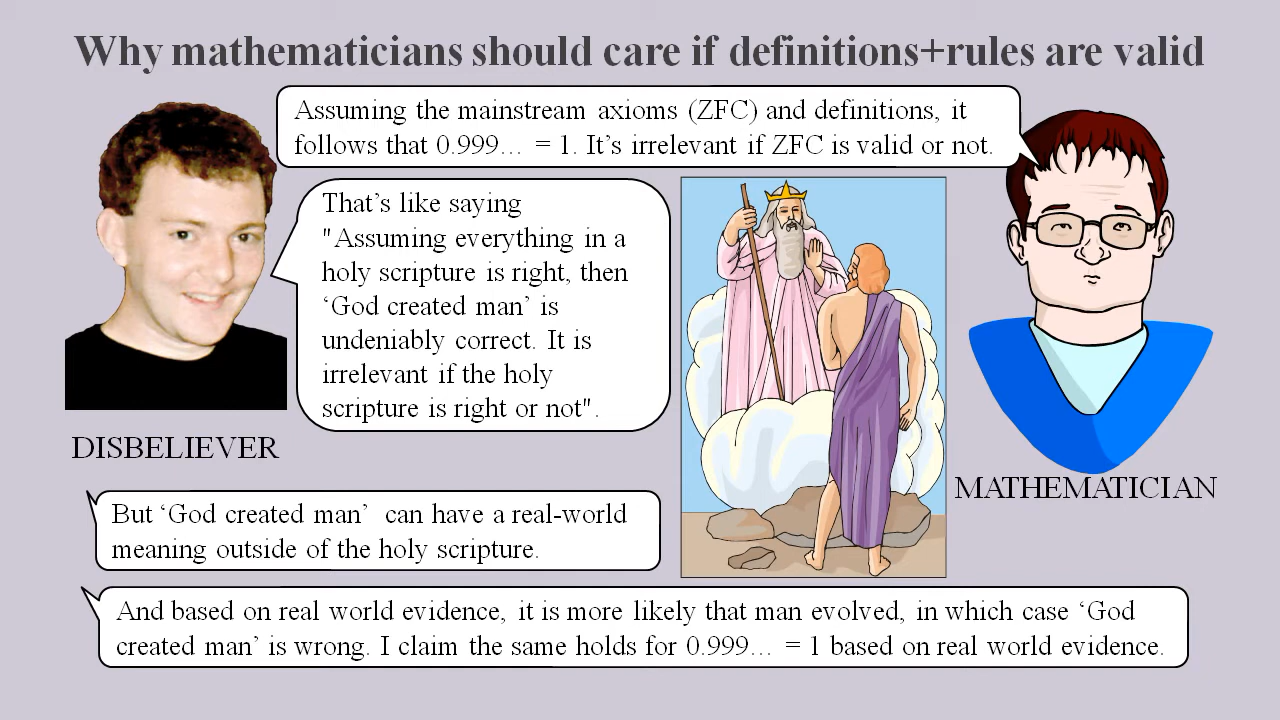 Why mathematicians should care if definitions+rules are valid
Assuming the mainstream axioms (ZFC) and definitions, it
follows that 0.999… = 1. It’s irrelevant if ZFC is valid or not.
That’s like saying
"Assuming everything in a
holy scripture is right, then
‘God created man’ is
undeniably correct. It is
irrelevant if the holy
scripture is right or not".
DISBELIEVER
MATHEMATICIAN
But ‘God created man’ can have a real-world
meaning outside of the holy scripture.
And based on real world evidence, it is more likely that man evolved, in which case ‘God
created man’ is wrong. I claim the same holds for 0.999… = 1 based on real world evidence.